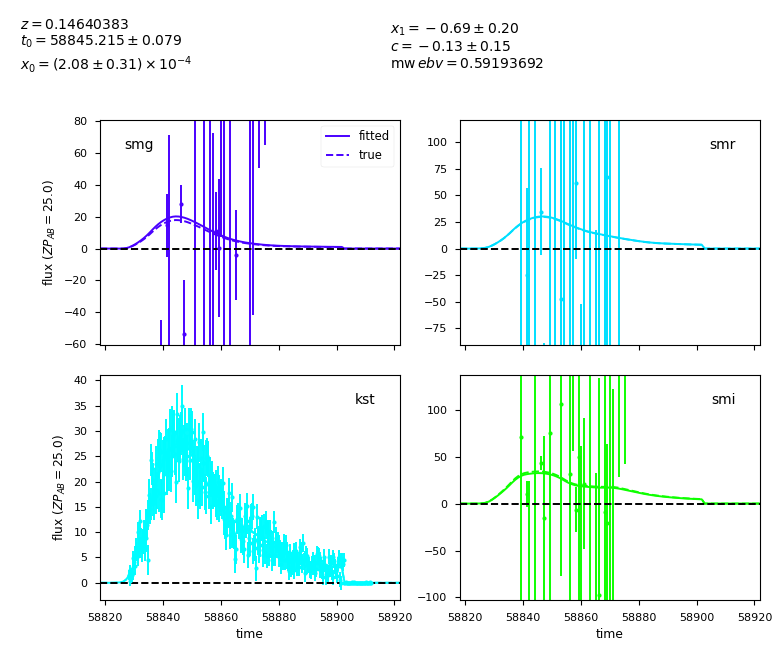 z = 0.14640383
t0 = 58845.215 ± 0.079
x0 = (2.08 ± 0.31) × 10^−4
x1 = −0.69 ± 0.20
c = −0.13 ± 0.15
mw ebv = 0.59193692
smg
fitted
true
80
60
40
20
0
−20
−40
−60
flux (ZP_AB = 25.0)
smr
100
75
50
25
0
−25
−50
−75
kst
40
35
30
25
20
15
10
5
0
flux (ZP_AB = 25.0)
58820 58840 58860 58880 58900 58920
time
smi
100
50
0
−50
−100
58820 58840 58860 58880 58900 58920
time